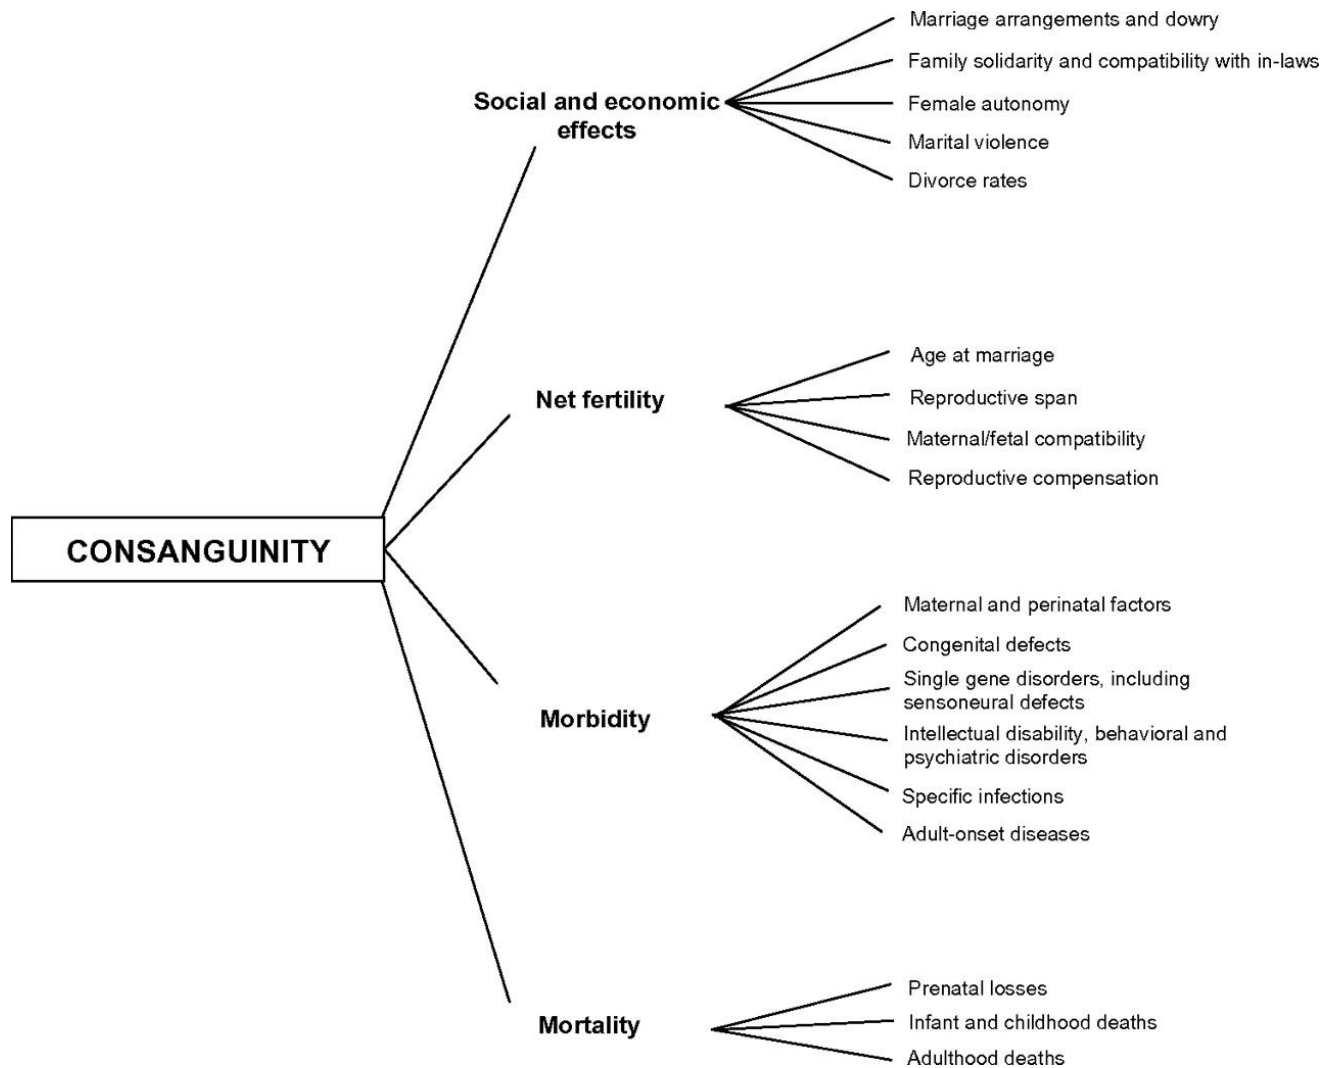 Marriage arrangements and dowry
Family solidarity and compatibility with in-laws
Social and economic
effects
Female autonomy
Marital violence
Divorce rates
Age at marriage
Net fertility
Reproductive span
Maternal/fetal compatibility
Reproductive compensation
CONSANGUINITY
Maternal and perinatal factors
Congenital defects
Single gene disorders, including
sensoneural defects
Morbidity
Intellectual disability, behavioral and
psychiatric disorders
Specific infections
Adult-onset diseases
Prenatal losses
Mortality
Infant and childhood deaths
Adulthood deaths